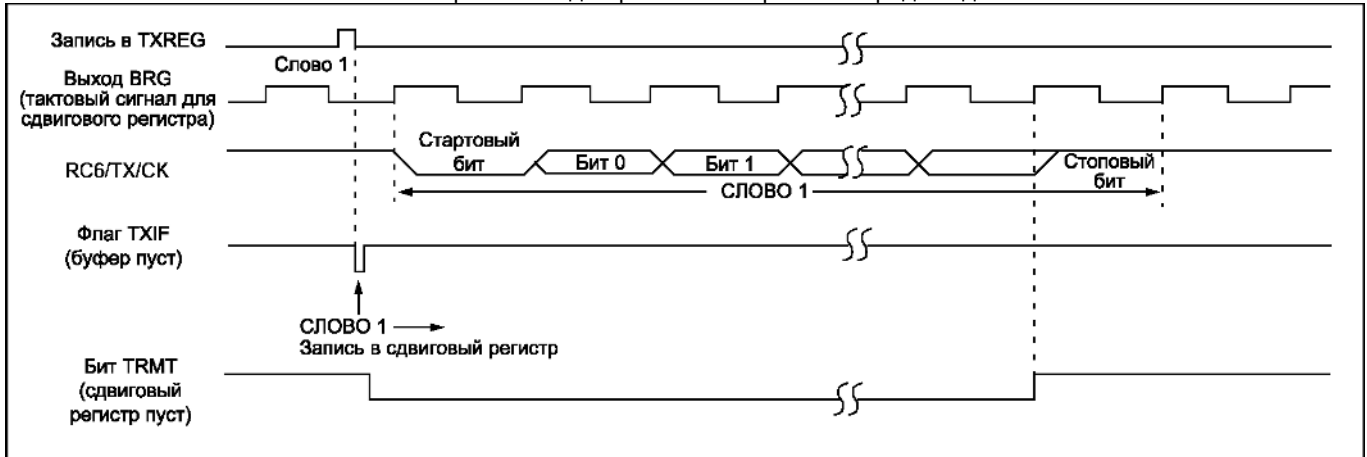 Запись в TXREG
Слово 1
Выход BRG
(тактовый сигнал для
сдвигового регистра)
RC6/TX/CK
Стартовый
бит
Бит 0
Бит 1
Стоповый
бит
СЛОВО 1
Флаг TXIF
(буфер пуст)
СЛОВО 1
Запись в сдвиговый регистр
Бит TRMT
(сдвиговый
регистр пуст)